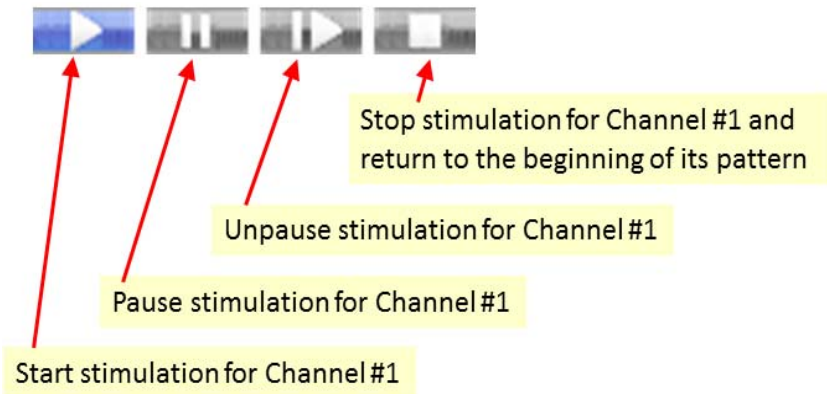 Stop stimulation for Channel #1 and
return to the beginning of its pattern
Unpause stimulation for Channel #1
Pause stimulation for Channel #1
Start stimulation for Channel #1